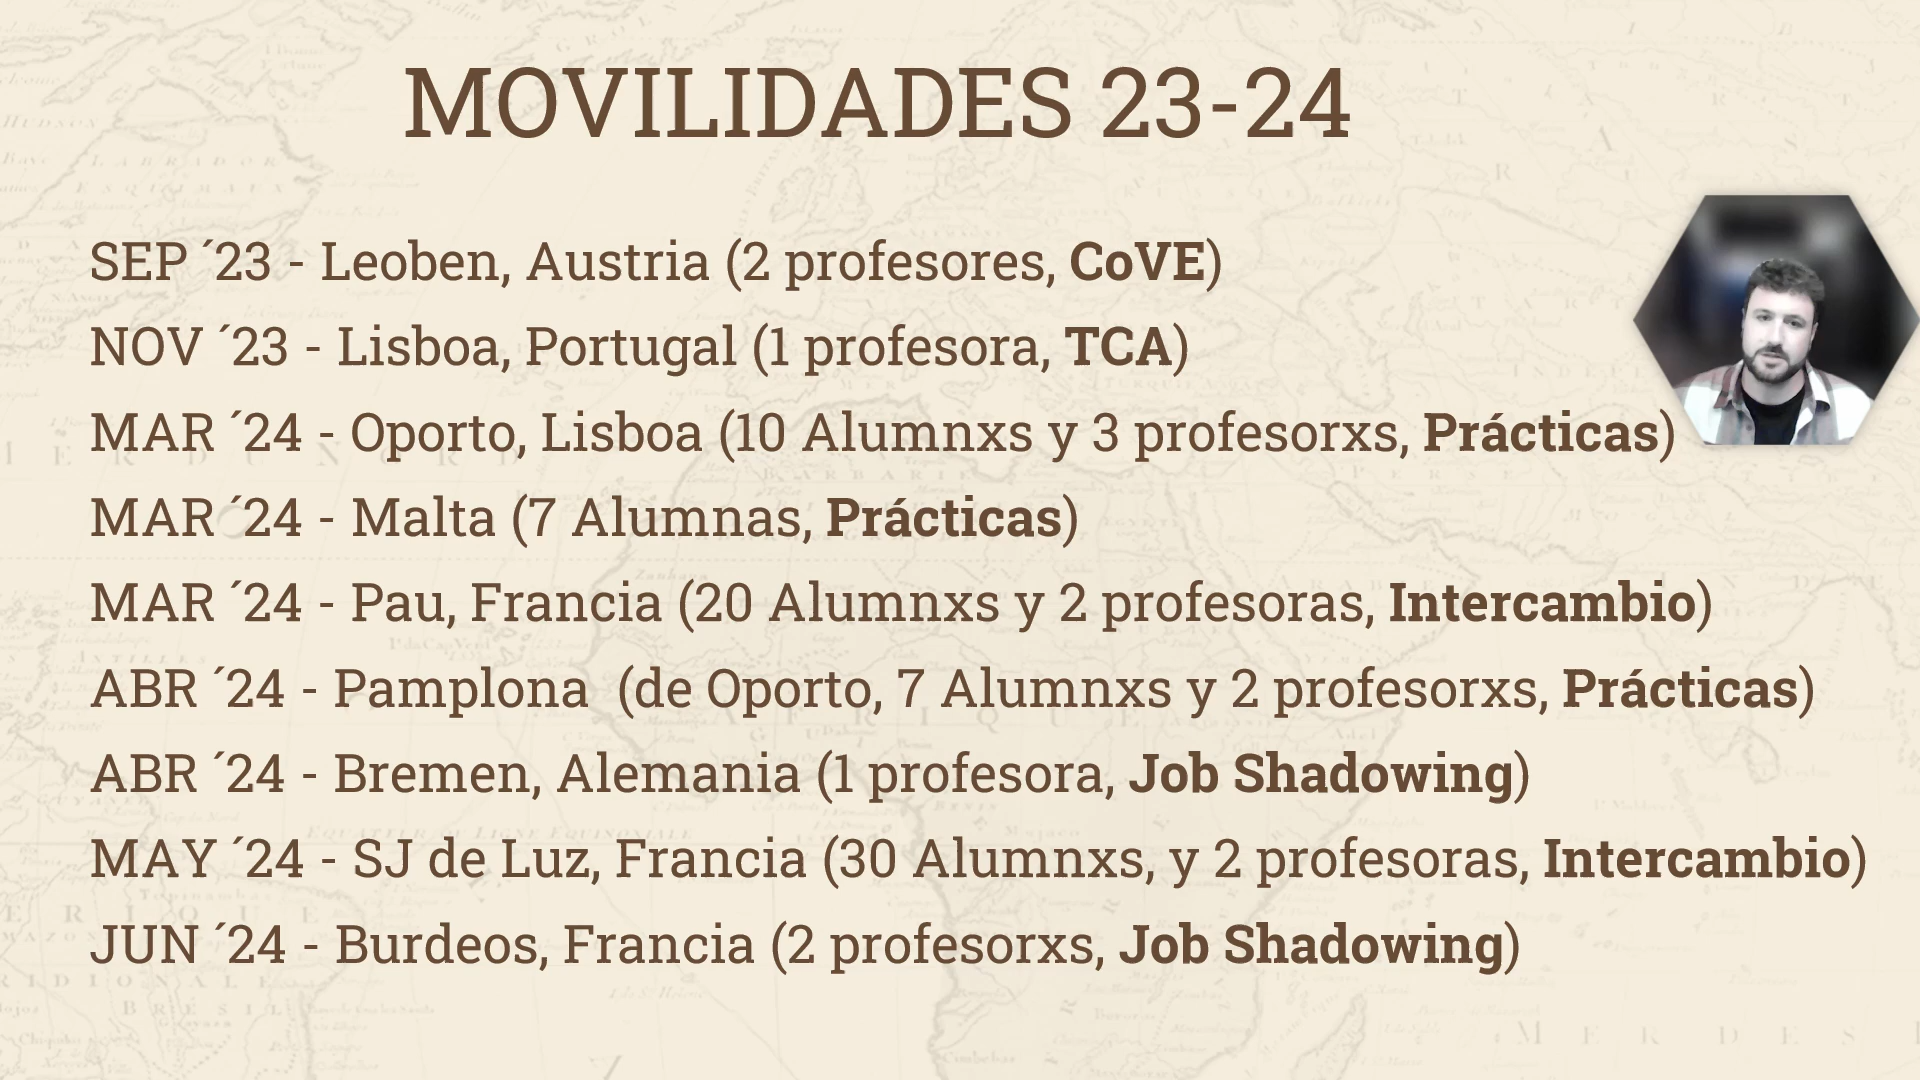 MOVILIDADES 23-24
SEP ´23 - Leoben, Austria (2 profesores, CoVE)
NOV ´23 - Lisboa, Portugal (1 profesora, TCA)
MAR ´24 - Oporto, Lisboa (10 Alumnxs y 3 profesorxs, Prácticas)
MAR ´24 - Malta (7 Alumnas, Prácticas)
MAR ´24 - Pau, Francia (20 Alumnxs y 2 profesoras, Intercambio)
ABR ´24 - Pamplona  (de Oporto, 7 Alumnxs y 2 profesorxs, Prácticas)
ABR ´24 - Bremen, Alemania (1 profesora, Job Shadowing)
MAY ´24 - SJ de Luz, Francia (30 Alumnxs, y 2 profesoras, Intercambio)
JUN ´24 - Burdeos, Francia (2 profesorxs, Job Shadowing)